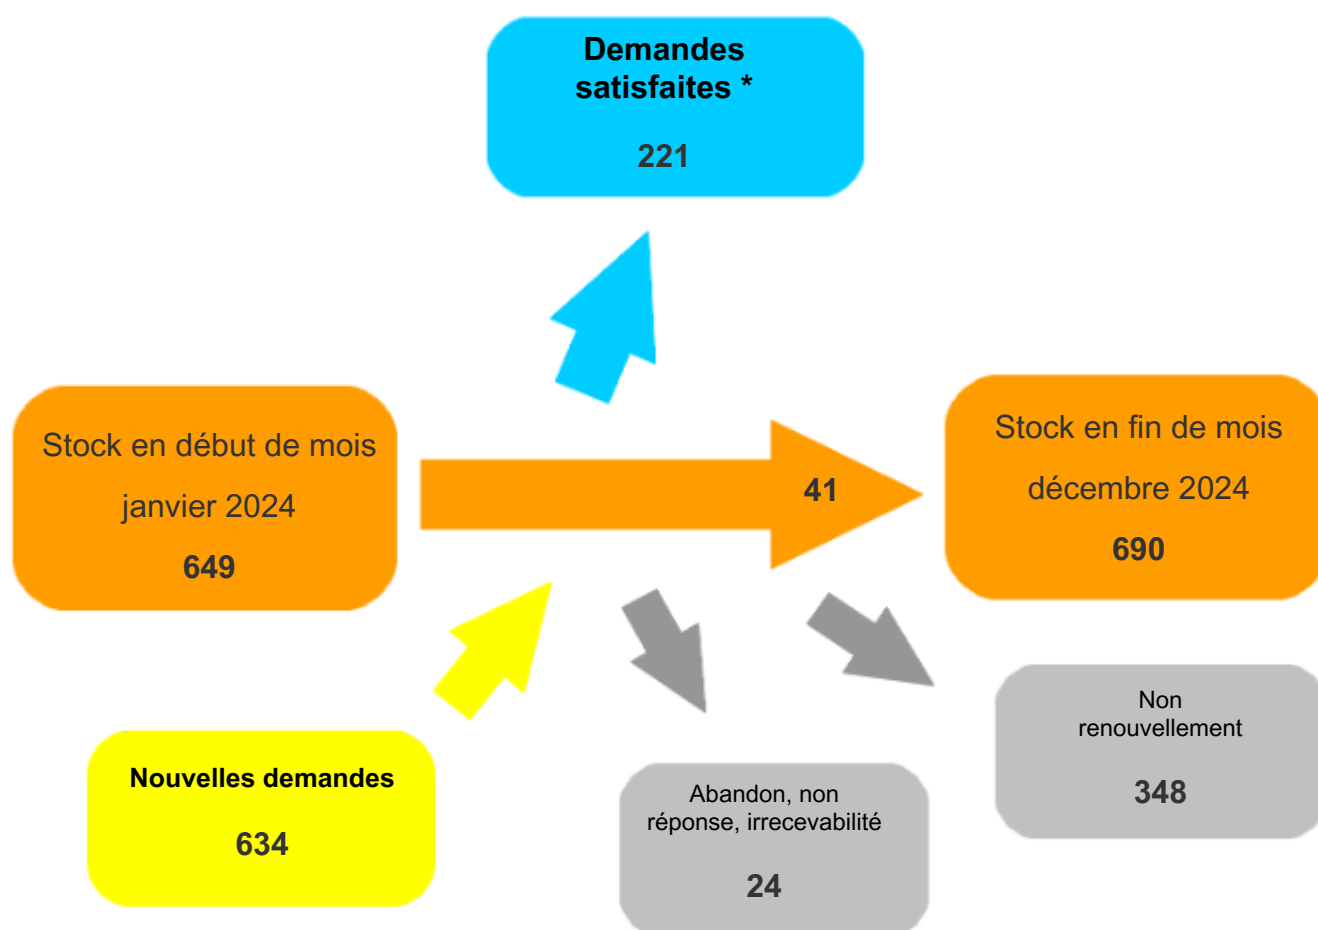 Demandes
satisfaites *
221
Stock en début de mois
janvier 2024
649
41
Stock en fin de mois
décembre 2024
690
Nouvelles demandes
634
Abandon, non
réponse, irrecevabilité
24
Non
renouvellement
348